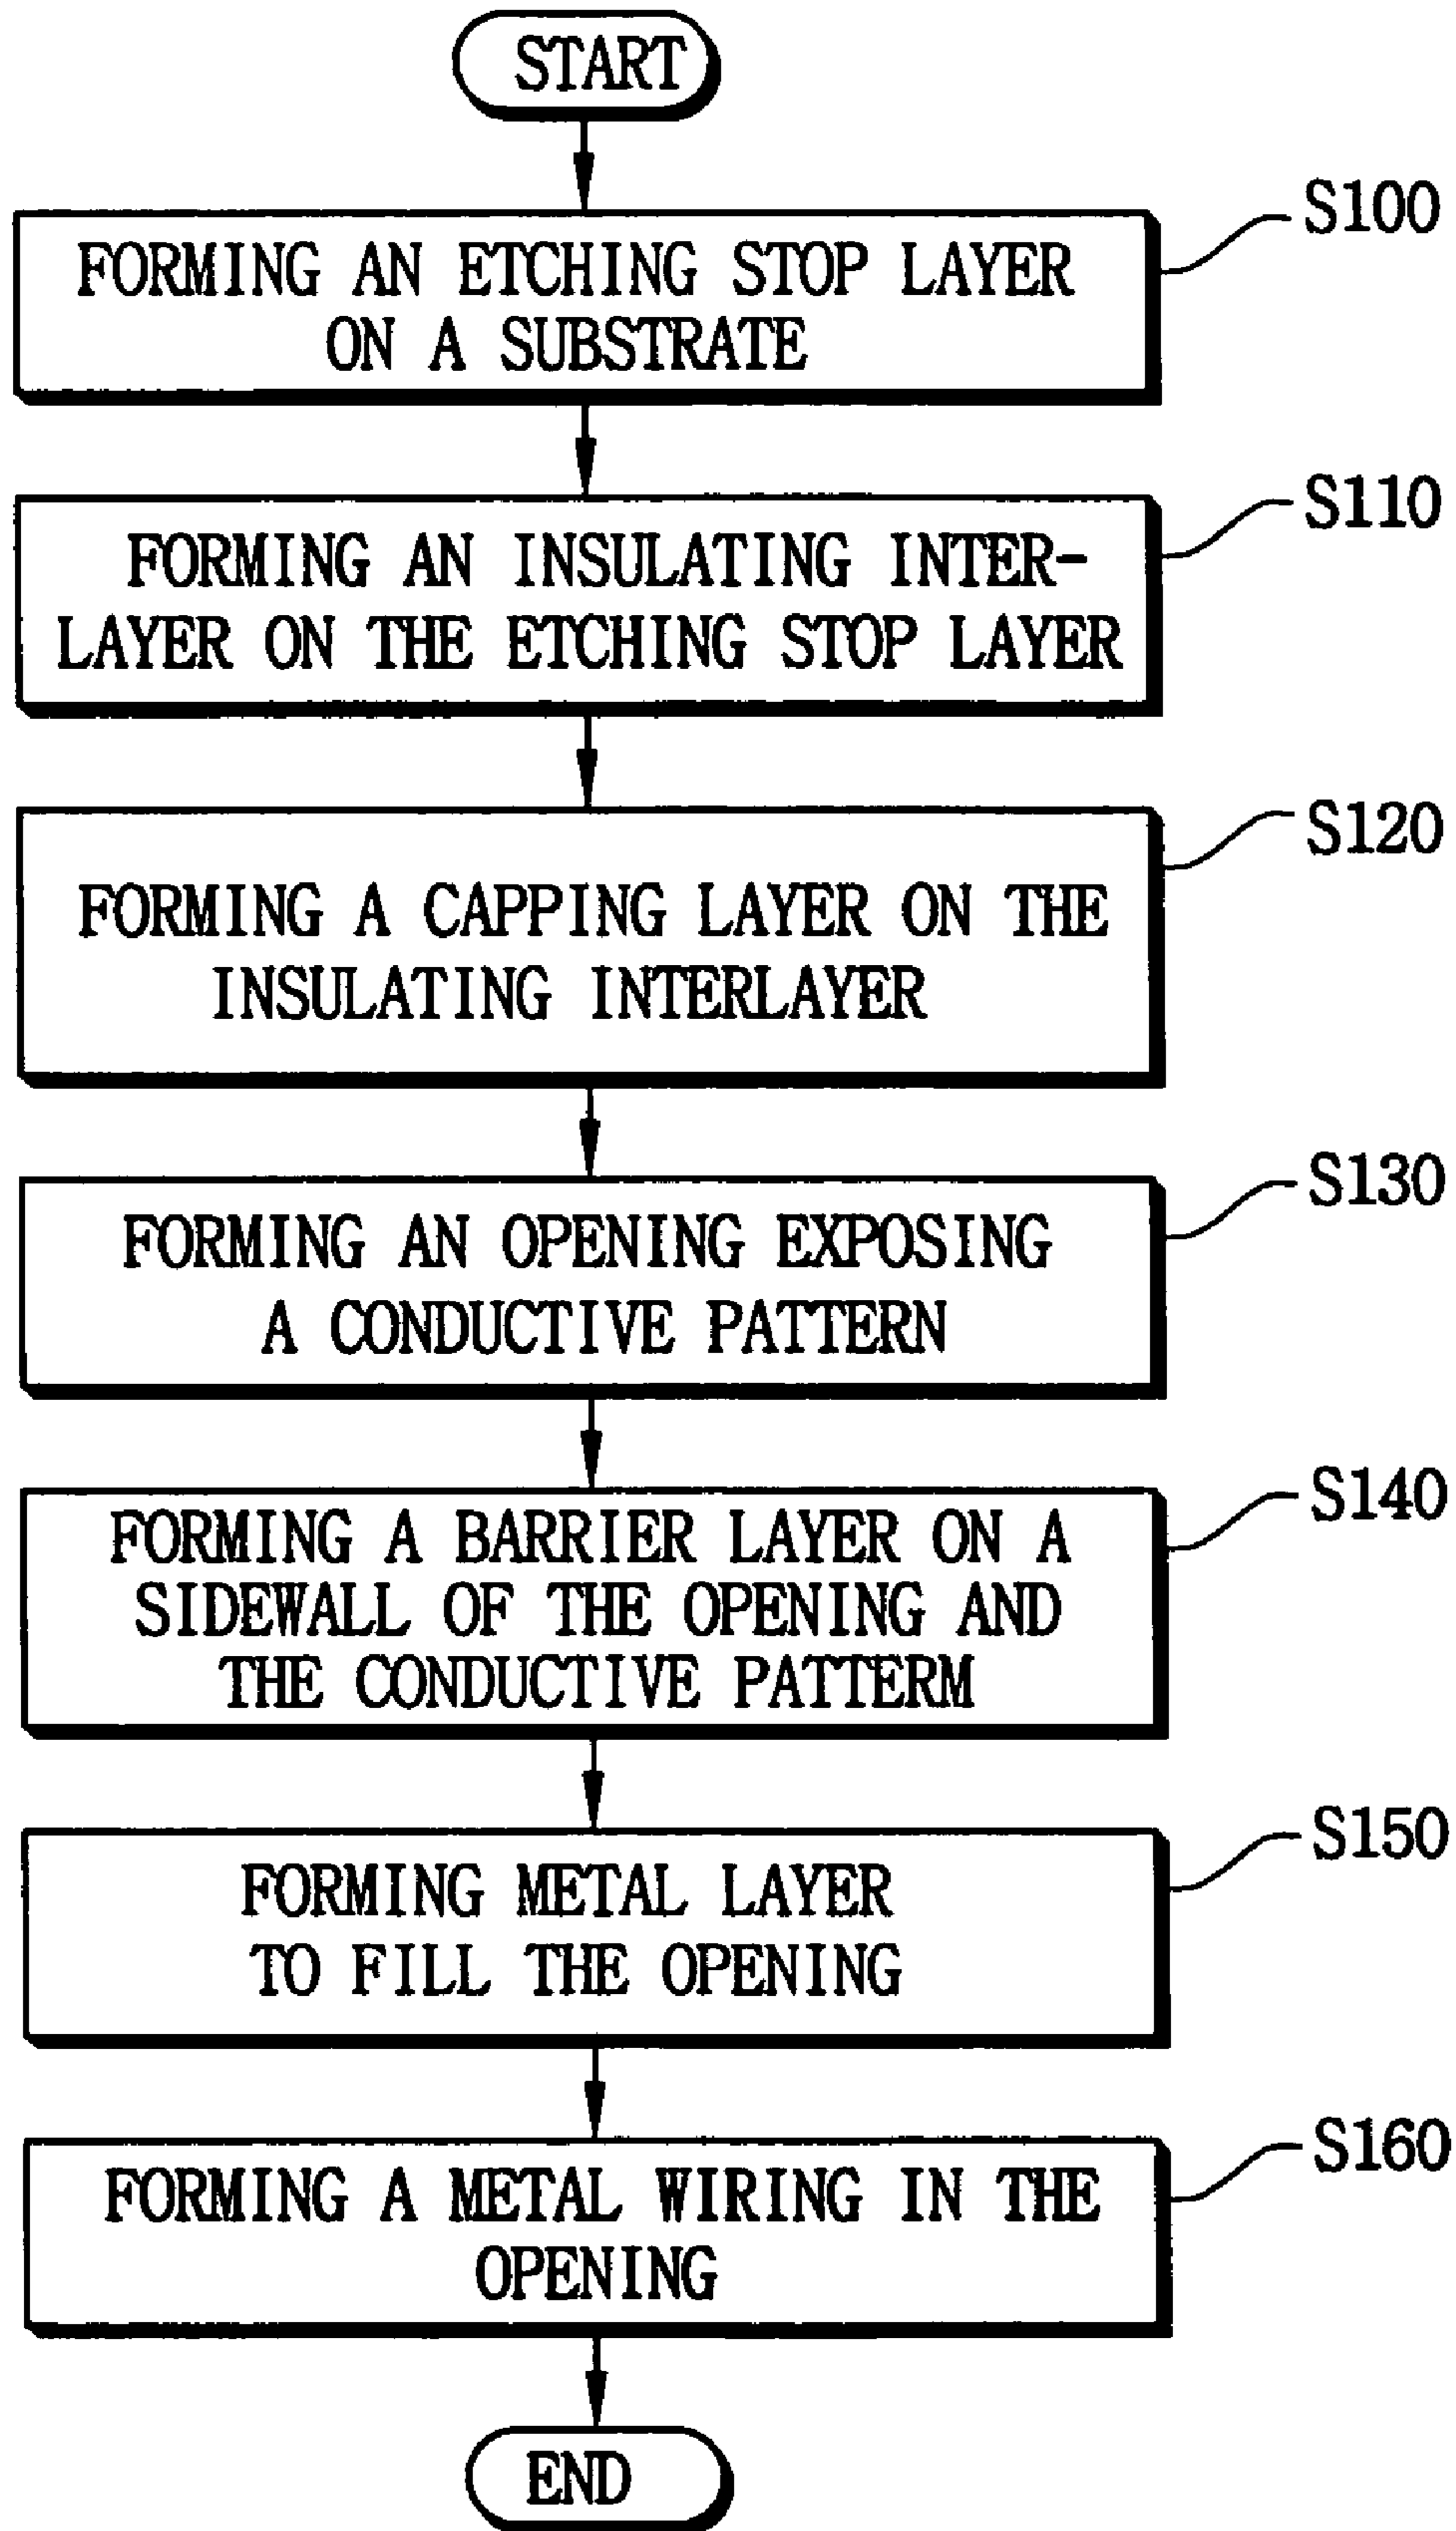 START
S100
FORMING AN ETCHING STOP LAYER
ON A SUBSTRATE
S110
FORMING AN INSULATING INTER-
LAYER ON THE ETCHING STOP LAYER
S120
FORMING A CAPPING LAYER ON THE
INSULATING INTERLAYER
S130
FORMING AN OPENING EXPOSING
A CONDUCTIVE PATTERN
S140
FORMING A BARRIER LAYER ON A
SIDEWALL OF THE OPENING AND
THE CONDUCTIVE PATTERM
S150
FORMING METAL LAYER
TO FILL THE OPENING
S160
FORMING A METAL WIRING IN THE
OPENING
END